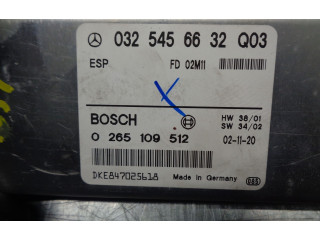 032 545 66 32 Q03
ESP FD 02M11
BOSCH HW 38/01
SW 34/02
0 265 109 512 02-11-20
DKE847025618 Made in Germany